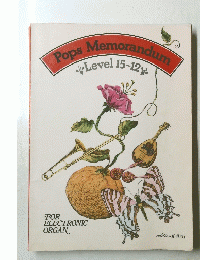 Pops Memorandum
Level 15-12
FOR
ELECTRONIC
ORGAN